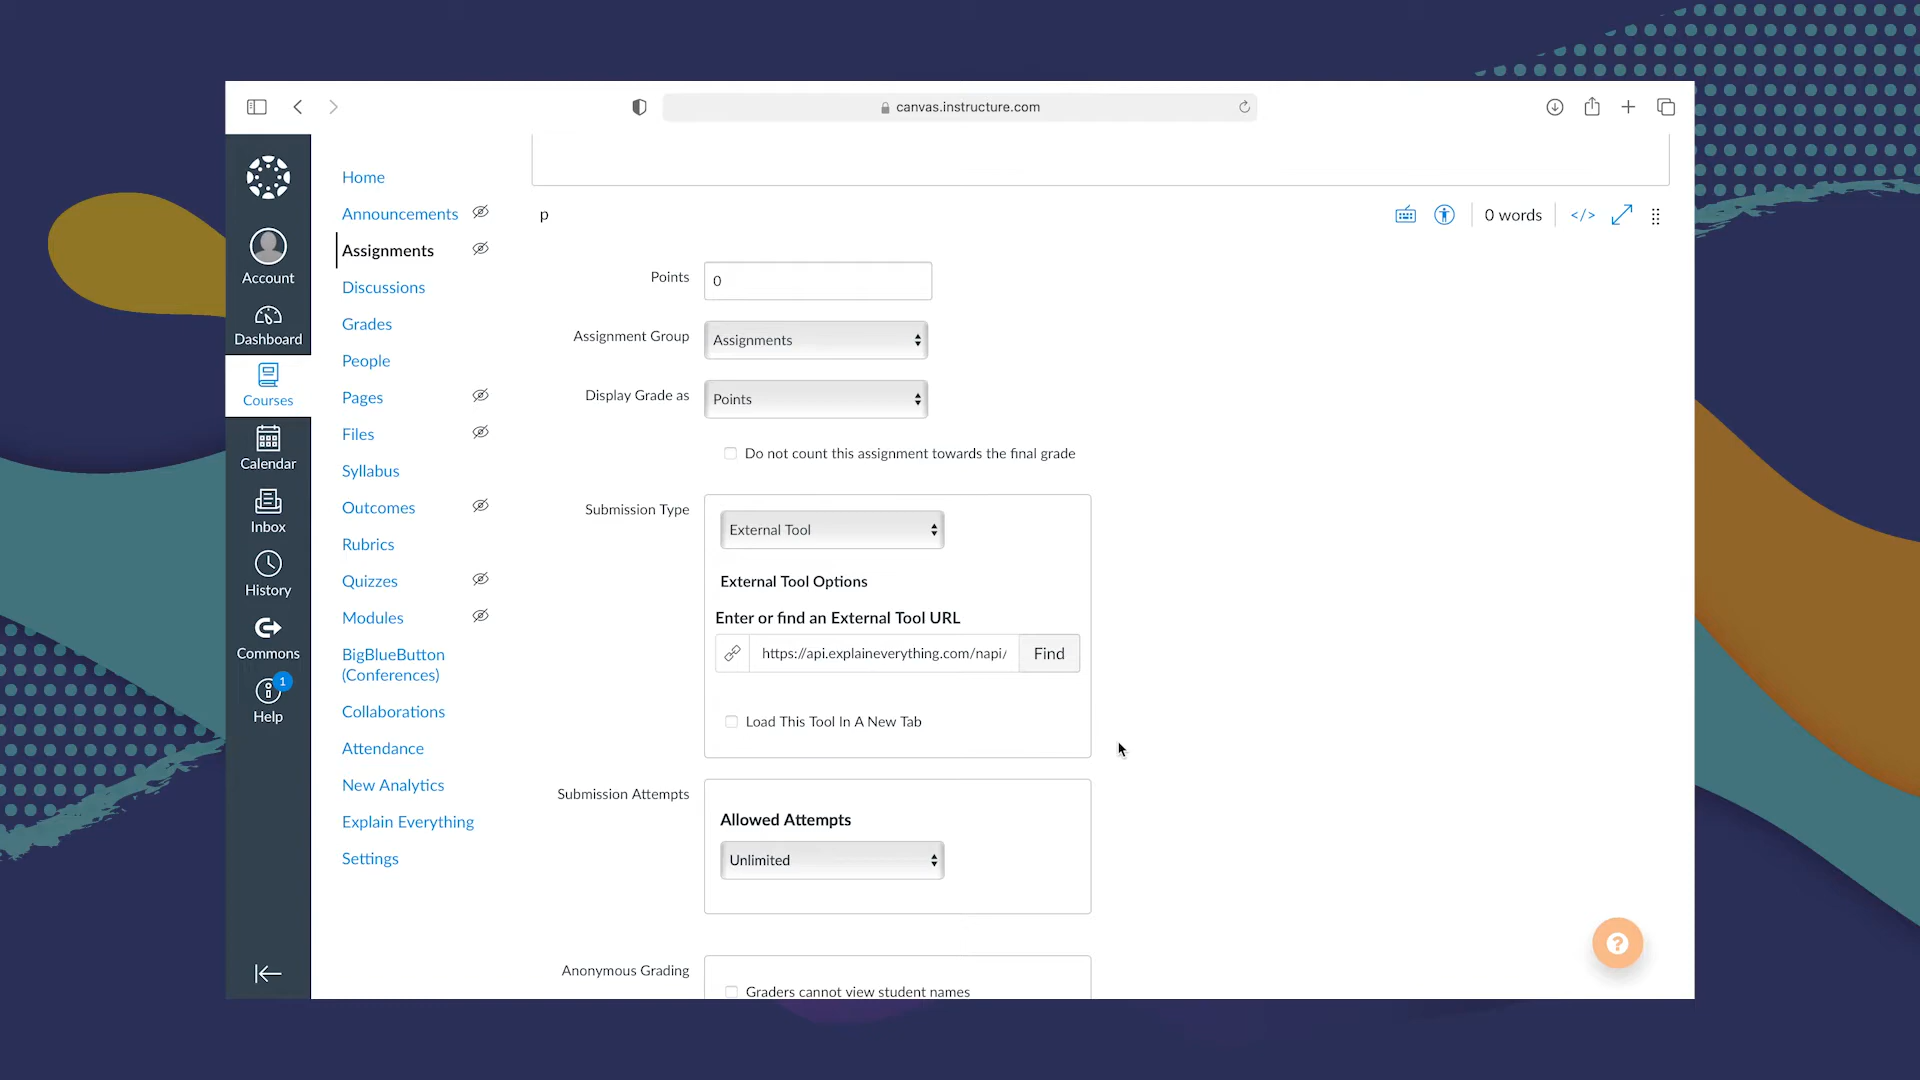 canvas.instructure.com
Account
Dashboard
Courses
Calendar
Inbox
History
Commons
1
Help
Home
Announcements
Assignments
Discussions
Grades
People
Pages
Files
Syllabus
Outcomes
Rubrics
Quizzes
Modules
BigBlueButton
(Conferences)
Collaborations
Attendance
New Analytics
Explain Everything
Settings
p
0 words
</>
Points
0
Assignment Group
Assignments
Display Grade as
Points
Do not count this assignment towards the final grade
Submission Type
External Tool
External Tool Options
Enter or find an External Tool URL
https://api.explaineverything.com/napi/
Find
Load This Tool In A New Tab
Submission Attempts
Allowed Attempts
Unlimited
Anonymous Grading
Graders cannot view student names
?